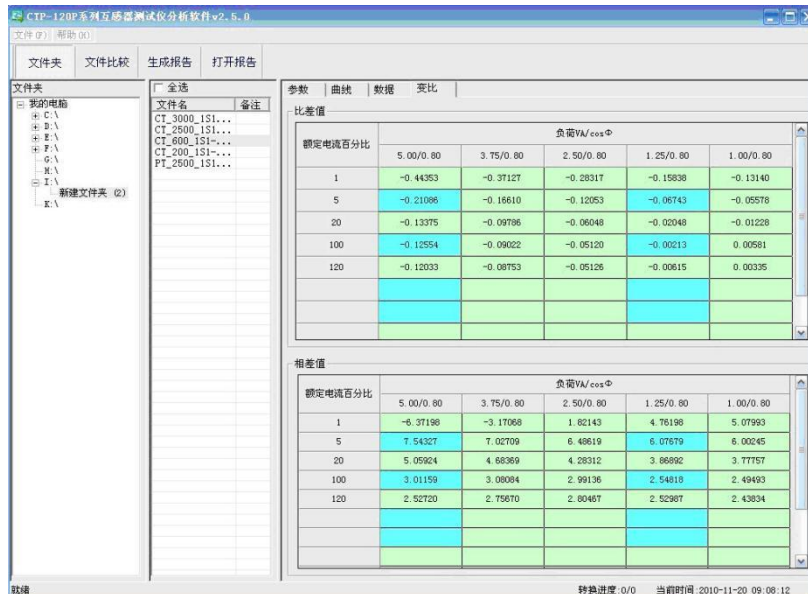 CTP-120P系列互感器测试仪分析软件v2.5.0
文件(F) 帮助(H)
文件夹 文件比较 生成报告 打开报告
文件夹
我的电脑
C:\
D:\
E:\
F:\
G:\
H:\
I:\
新建文件夹 (2)
K:\
全选
文件名 备注
CT_3000_1S1...
CT_2500_1S1...
CT_600_1S1-...
CT_200_1S1-...
PT_2500_1S1...
参数 曲线 数据 变比
比差值
额定电流百分比 负荷VA/cosΦ
5.00/0.80 3.75/0.80 2.50/0.80 1.25/0.80 1.00/0.80
1 -0.44353 -0.37127 -0.28317 -0.15838 -0.13140
5 -0.21086 -0.16610 -0.12053 -0.06743 -0.05578
20 -0.13375 -0.09786 -0.06048 -0.02048 -0.01228
100 -0.12554 -0.09022 -0.05120 -0.00213 0.00581
120 -0.12033 -0.08753 -0.05126 -0.00615 0.00335
相差值
额定电流百分比 负荷VA/cosΦ
5.00/0.80 3.75/0.80 2.50/0.80 1.25/0.80 1.00/0.80
1 -6.37198 -3.17068 1.82143 4.76198 5.07993
5 7.54327 7.02709 6.48619 6.07679 6.00245
20 5.05924 4.68369 4.28312 3.86892 3.77757
100 3.01159 3.08084 2.99136 2.54818 2.49493
120 2.52720 2.75670 2.80467 2.52987 2.43834
就绪 转换进度:0/0 当前时间:2010-11-20 09:08:12